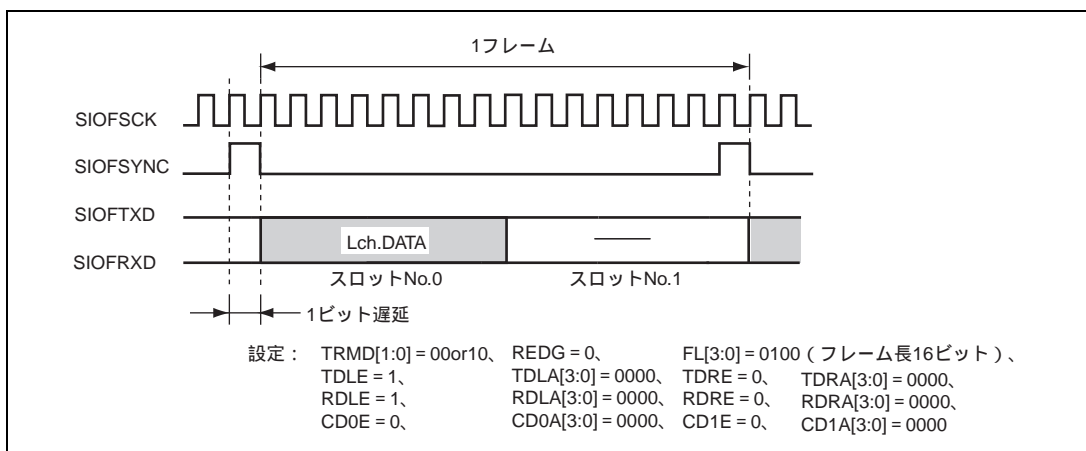 1フレーム
SIOFSCK
SIOFSYNC
SIOFTXD
Lch.DATA
SIOFRXD
スロットNo.0 スロットNo.1
1ビット遅延
設定： TRMD[1:0] = 00or10、 REDG = 0、 FL[3:0] = 0100（フレーム長16ビット）、
TDLE = 1、 TDLA[3:0] = 0000、 TDRE = 0、 TDRA[3:0] = 0000、
RDLE = 1、 RDLA[3:0] = 0000、 RDRE = 0、 RDRA[3:0] = 0000、
CD0E = 0、 CD0A[3:0] = 0000、 CD1E = 0、 CD1A[3:0] = 0000